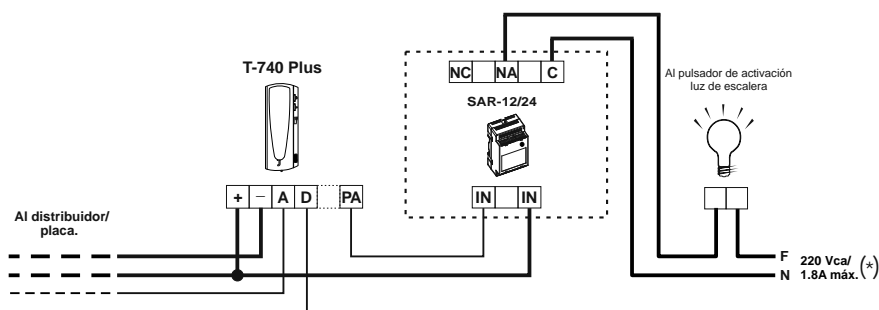 NC NA C
T-740 Plus
SAR-12/24
Al pulsador de activación
luz de escalera
+ − A D PA
IN IN
Al distribuidor/
placa.
F
N
220 Vca/
1.8A máx.
(*)